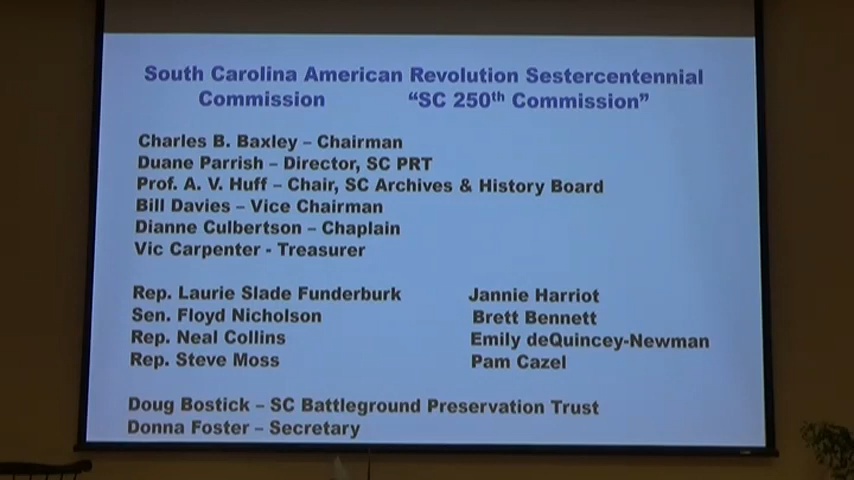 South Carolina American Revolution Sestercentennial
Commission “SC 250th Commission”
Charles B. Baxley – Chairman
Duane Parrish – Director, SC PRT
Prof. A. V. Huff – Chair, SC Archives & History Board
Bill Davies – Vice Chairman
Dianne Culbertson – Chaplain
Vic Carpenter - Treasurer
Rep. Laurie Slade Funderburk
Sen. Floyd Nicholson
Rep. Neal Collins
Rep. Steve Moss
Jannie Harriot
Brett Bennett
Emily deQuincey-Newman
Pam Cazel
Doug Bostick – SC Battleground Preservation Trust
Donna Foster – Secretary